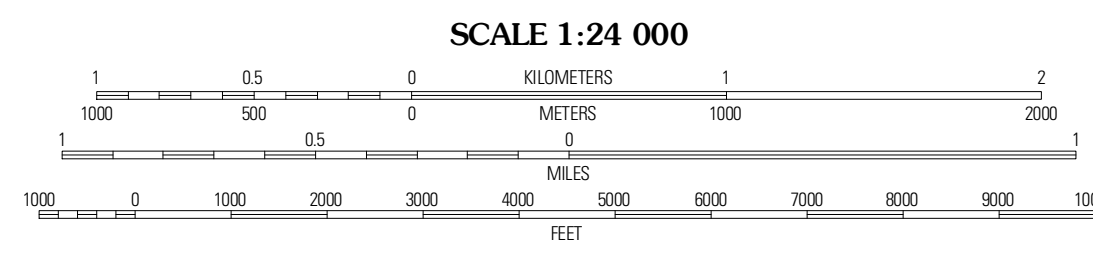 SCALE 1:24 000
1 0.5 0 KILOMETERS 1 2
1000 500 0 METERS 1000 2000
1 0.5 0 1
MILES
1000 0 1000 2000 3000 4000 5000 6000 7000 8000 9000
FEET